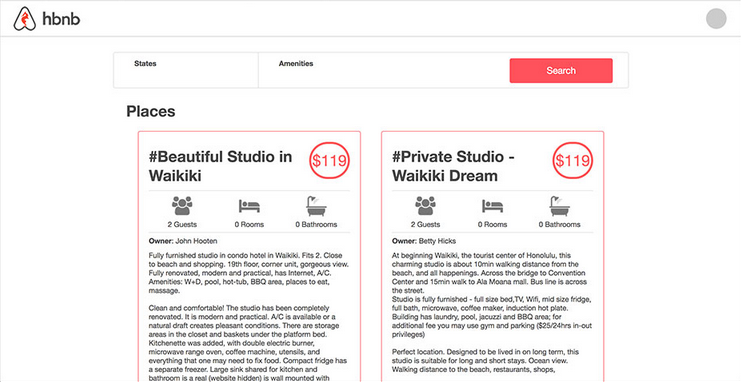 hbnb
States
Amenities
Search
Places
#Beautiful Studio in
Waikiki
$119
2 Guests
0 Rooms
0 Bathrooms
Owner: John Hooten
Fully furnished studio in condo hotel in Waikiki. Fits 2. Close
to beach and shopping. 19th floor, corner unit, gorgeous view.
Fully renovated, modern and practical, has Internet, A/C.
Amenities: W+D, pool, hot-tub, BBQ area, places to eat,
massage.
Clean and comfortable! The studio has been completely
renovated. It is modern and practical. A/C is available or a
natural draft creates pleasant conditions. There are storage
areas in the closet and baskets under the platform bed.
Kitchenette was added, with double electric burner,
microwave range oven, coffee machine, utensils, and
everything that one may need to fix food. Compact fridge has
a separate freezer. Large sink shared for kitchen and
bathroom is a real (website hidden) is wall mounted with
#Private Studio -
Waikiki Dream
$119
2 Guests
0 Rooms
0 Bathrooms
Owner: Betty Hicks
At beginning Waikiki, the tourist center of Honolulu, this
charming studio is about 10min walking distance from the
beach, and all happenings. Across the bridge to Convention
Center and 15min walk to Ala Moana mall. Bus line is across
the street.
Studio is fully furnished - full size bed,TV, Wifi, mid size fridge,
full bath, microwave, coffee maker, induction hot plate.
Building has laundry, pool, jacuzzi and BBQ area; for
additional fee you may use gym and parking ($25/24hrs in-out
privileges)
Perfect location. Designed to be lived in on long term, this
studio is suitable for long and short stays. Ocean view.
Walking distance to the beach, restaurants, shops,